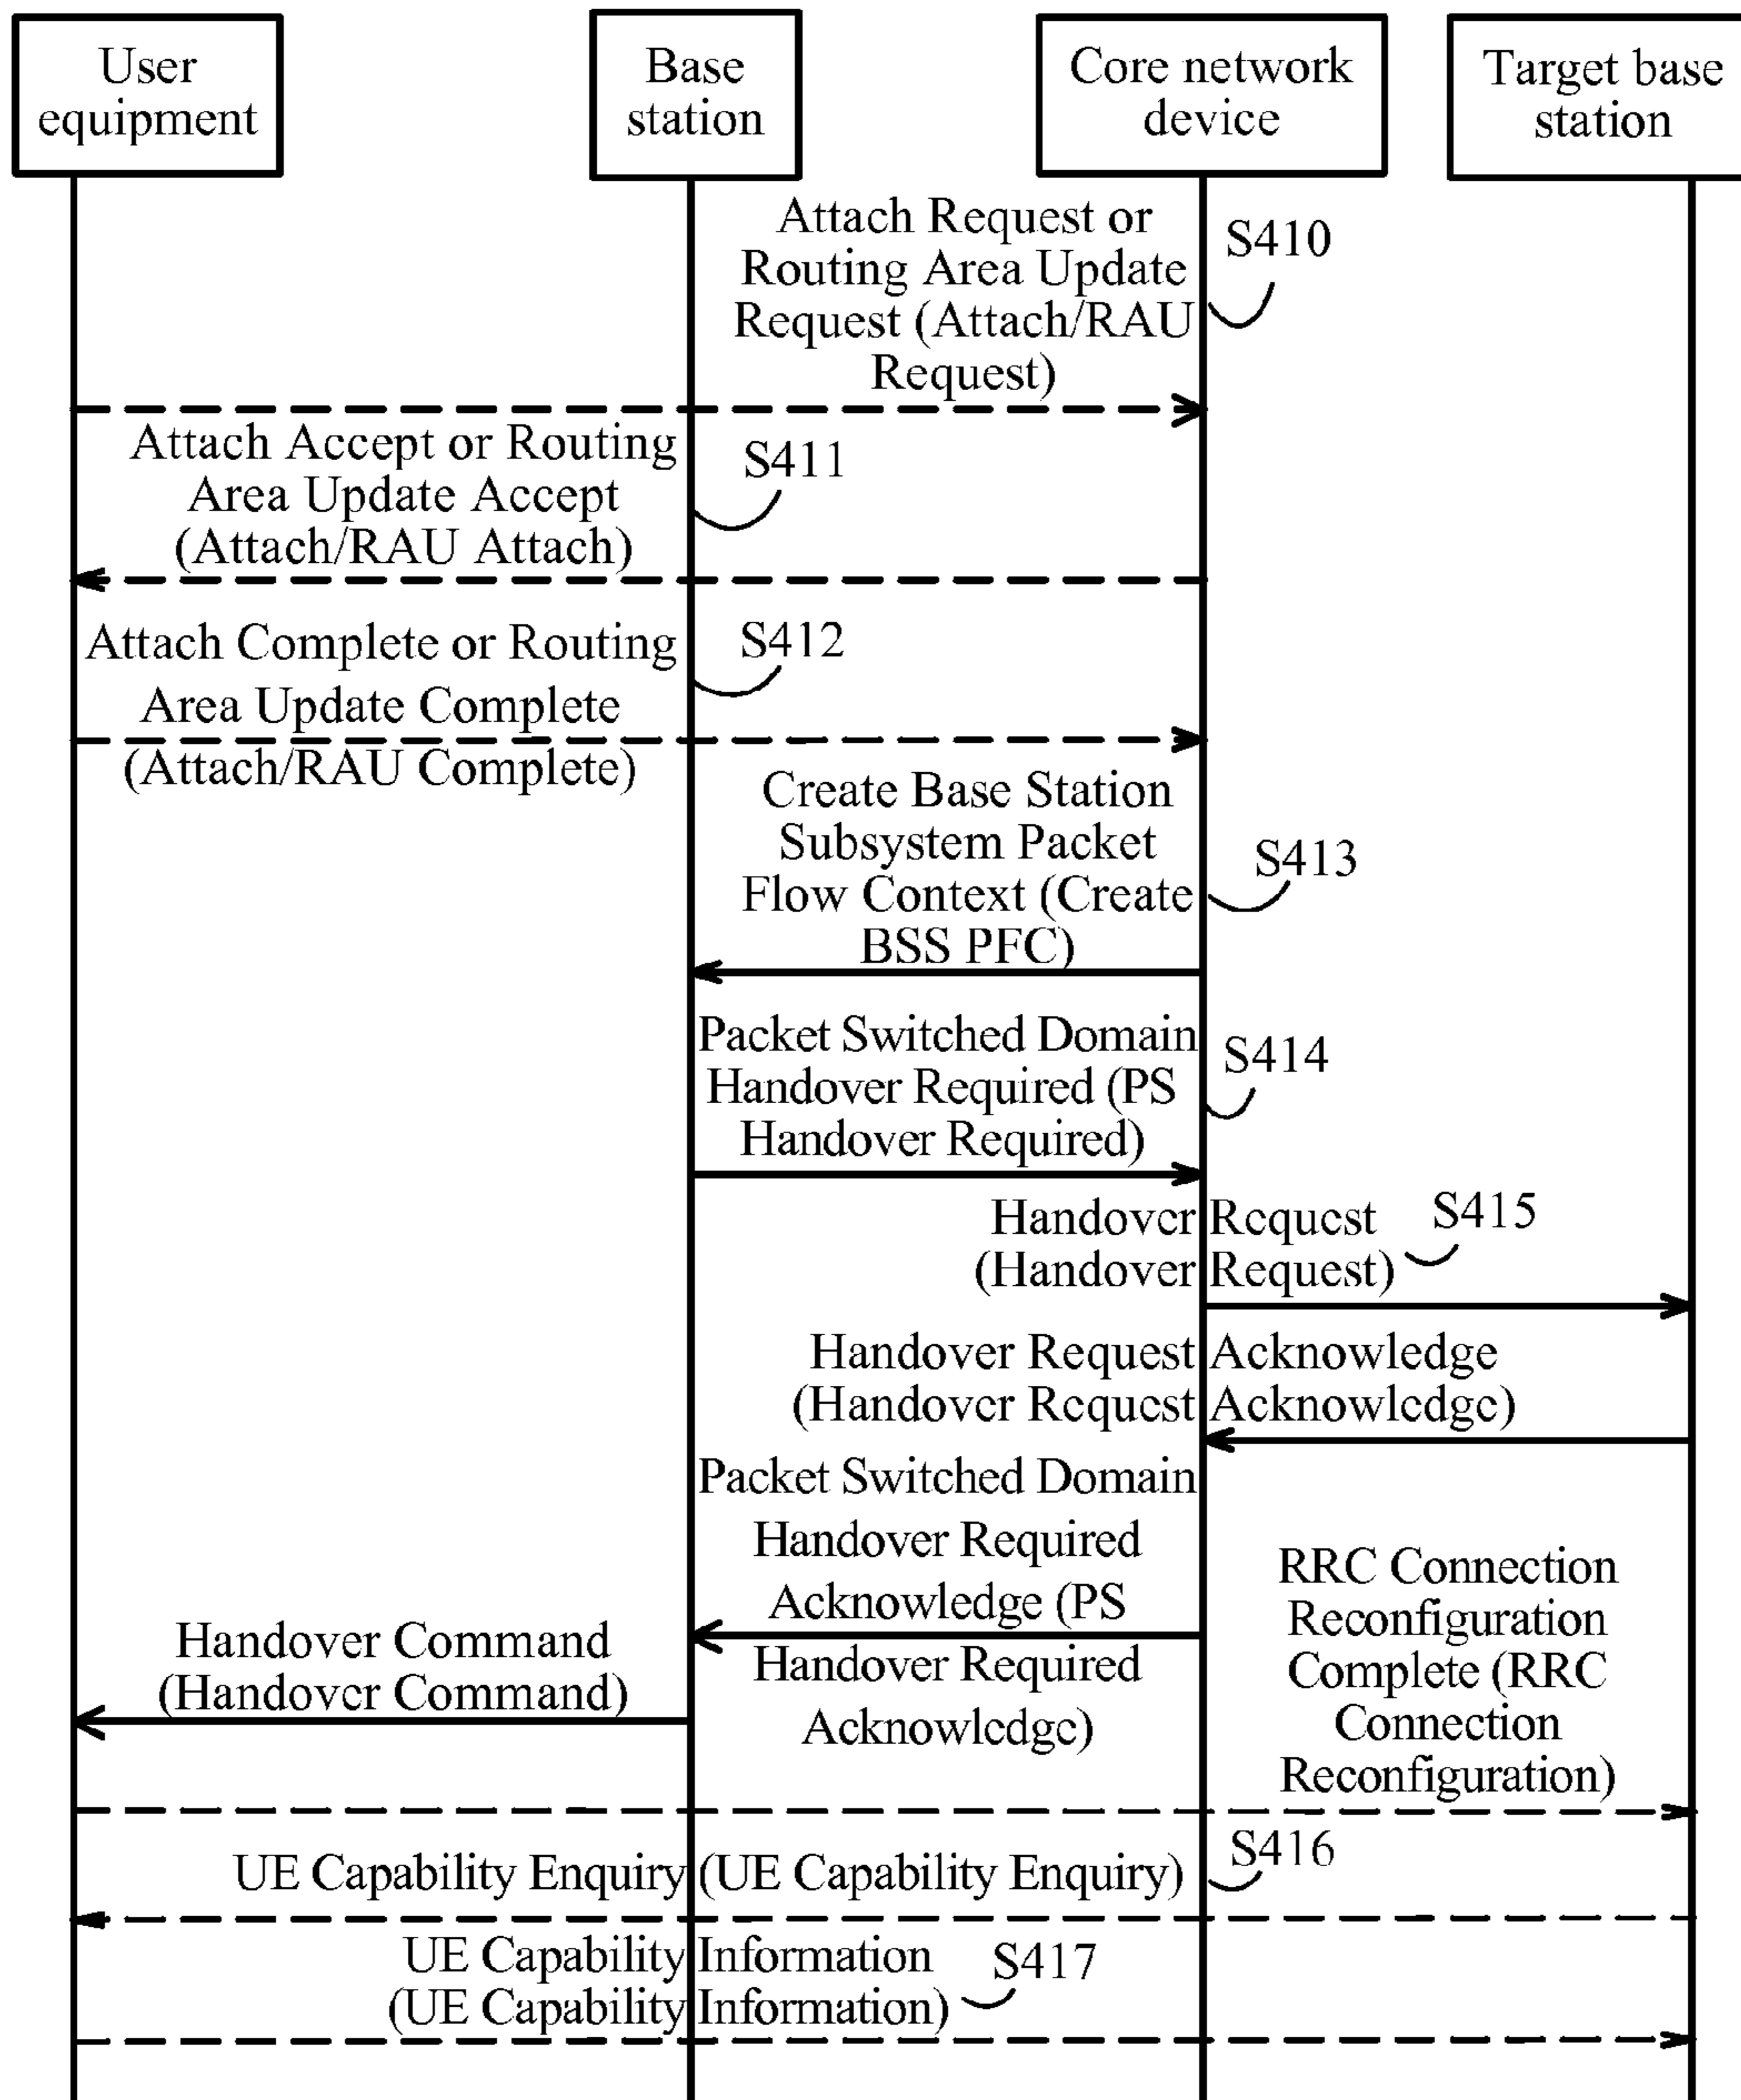 User
equipment
Base
station
Core network
device
Target base
station
Attach Request or
Routing Area Update
Request (Attach/RAU
Request)
S410
Attach Accept or Routing
Area Update Accept
(Attach/RAU Attach)
S411
Attach Complete or Routing
Area Update Complete
(Attach/RAU Complete)
S412
Create Base Station
Subsystem Packet
Flow Context (Create
BSS PFC)
S413
Packet Switched Domain
Handover Required (PS
Handover Required)
S414
Handover Request
(Handover Request)
S415
Handover Request Acknowledge
(Handover Request Acknowledge)
Packet Switched Domain
Handover Required
Acknowledge (PS
Handover Required
Acknowledge)
Handover Command
(Handover Command)
RRC Connection
Reconfiguration
Complete (RRC
Connection
Reconfiguration)
UE Capability Enquiry (UE Capability Enquiry)
S416
UE Capability Information
(UE Capability Information)
S417